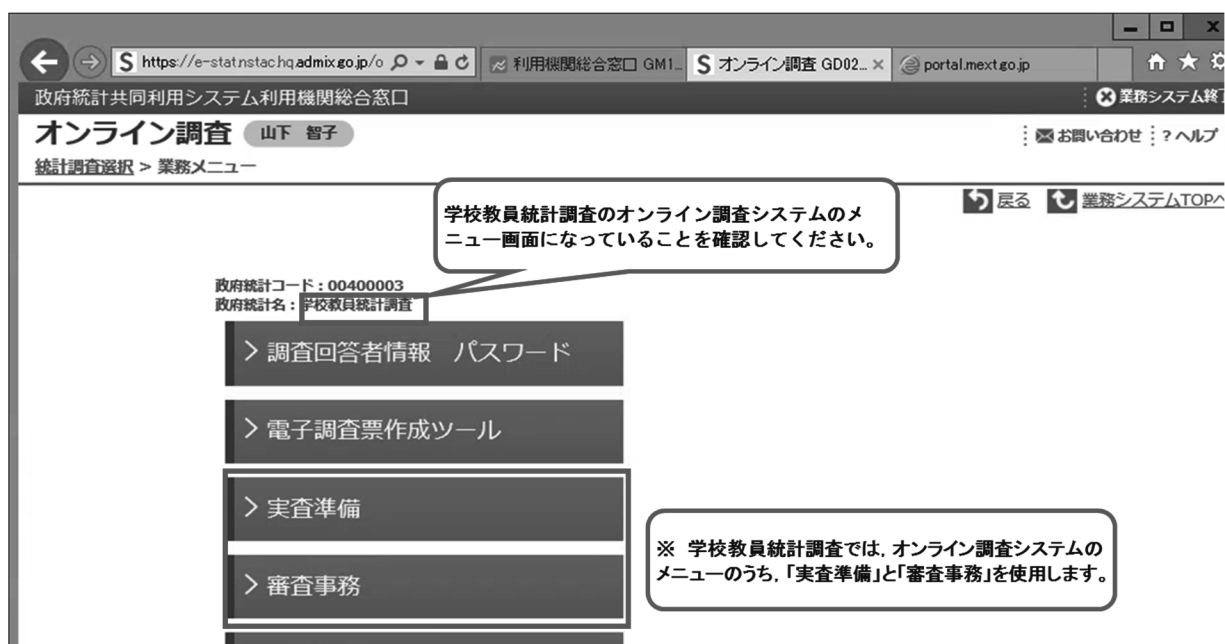 https://e-stat.nstac.hq.admix.go.jp/o
利用機関総合窓口 GM1...
オンライン調査 GD02...
portal.mext.go.jp
政府統計共同利用システム利用機関総合窓口
業務システム終了
オンライン調査 山下 智子
お問い合わせ ? ヘルプ
統計調査選択 > 業務メニュー
戻る 業務システムTOPへ
学校教員統計調査のオンライン調査システムのメ
ニュー画面になっていることを確認してください。
政府統計コード:00400003
政府統計名:学校教員統計調査
> 調査回答者情報 パスワード
> 電子調査票作成ツール
> 実査準備
> 審査事務
※ 学校教員統計調査では, オンライン調査システムの
メニューのうち, 「実査準備」と「審査事務」を使用します。